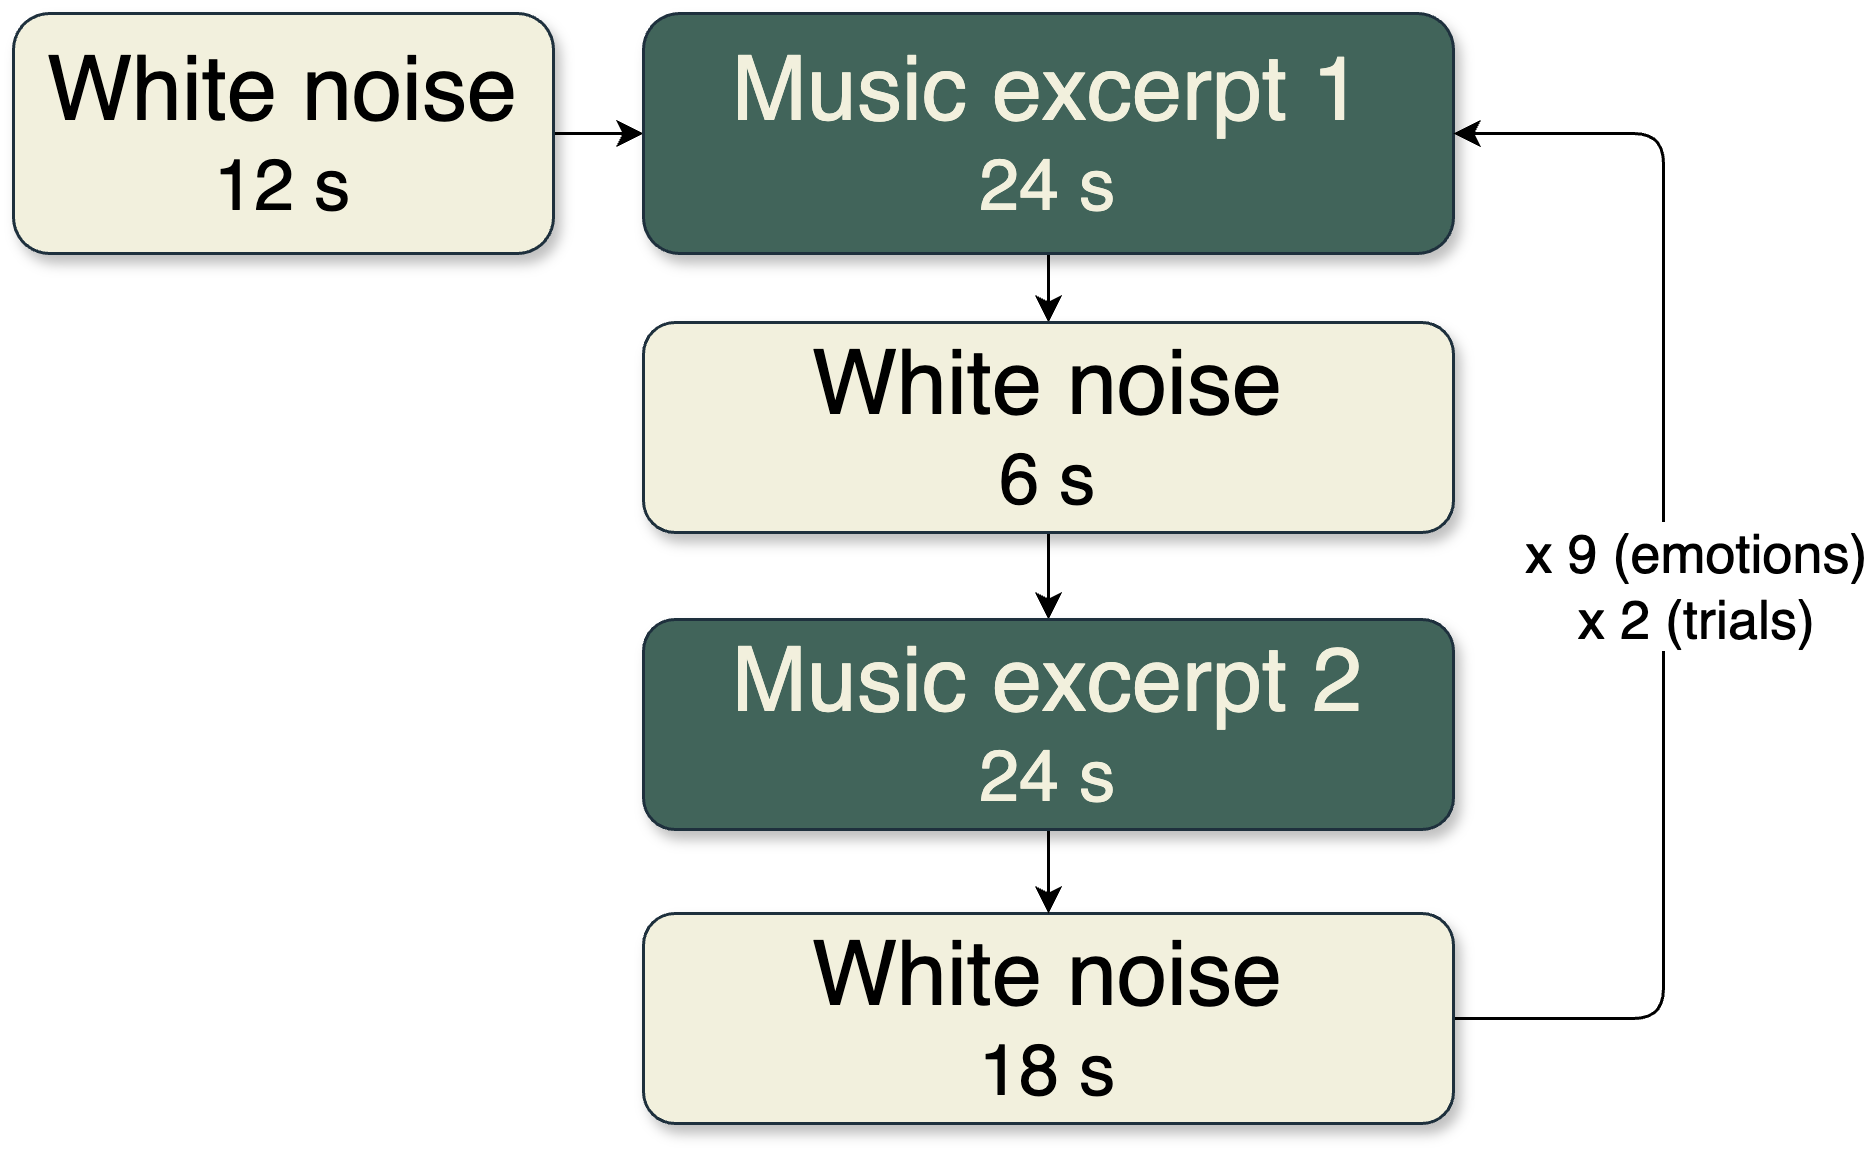 White noise
12 s
Music excerpt 1
24 s
White noise
6 s
Music excerpt 2
24 s
White noise
18 s
x 9 (emotions)
x 2 (trials)